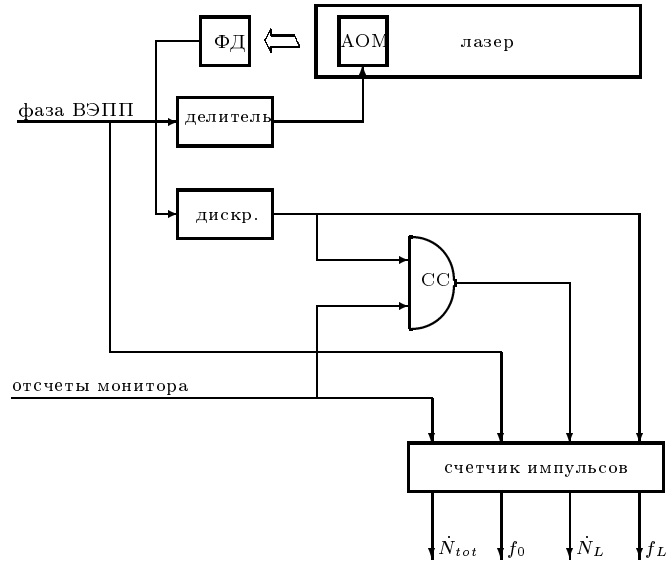 ФД
АОМ
лазер
фаза ВЭПП
делитель
дискр.
СС
отсчеты монитора
счетчик импульсов
Ṅ_tot
f_0
Ṅ_L
f_L